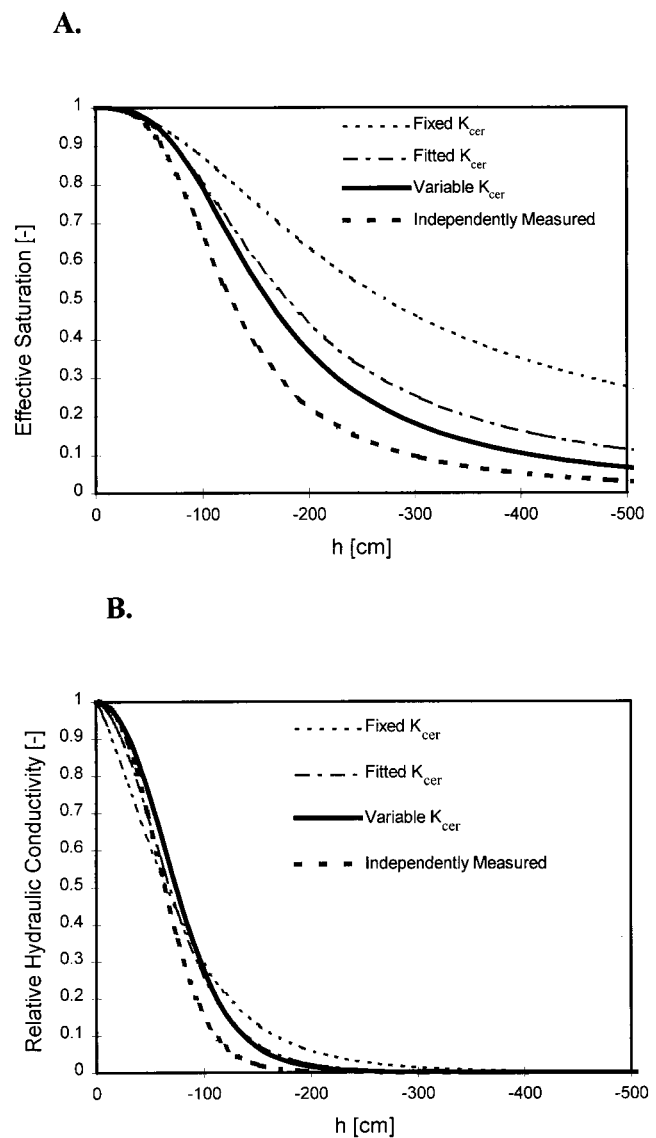 A.
Effective Saturation [-]
1
0.9
0.8
0.7
0.6
0.5
0.4
0.3
0.2
0.1
0
Fixed Kcer
Fitted Kcer
Variable Kcer
Independently Measured
0 -100 -200 -300 -400 -500
h [cm]
B.
Relative Hydraulic Conductivity [-]
1
0.9
0.8
0.7
0.6
0.5
0.4
0.3
0.2
0.1
0
Fixed Kcer
Fitted Kcer
Variable Kcer
Independently Measured
0 -100 -200 -300 -400 -500
h [cm]